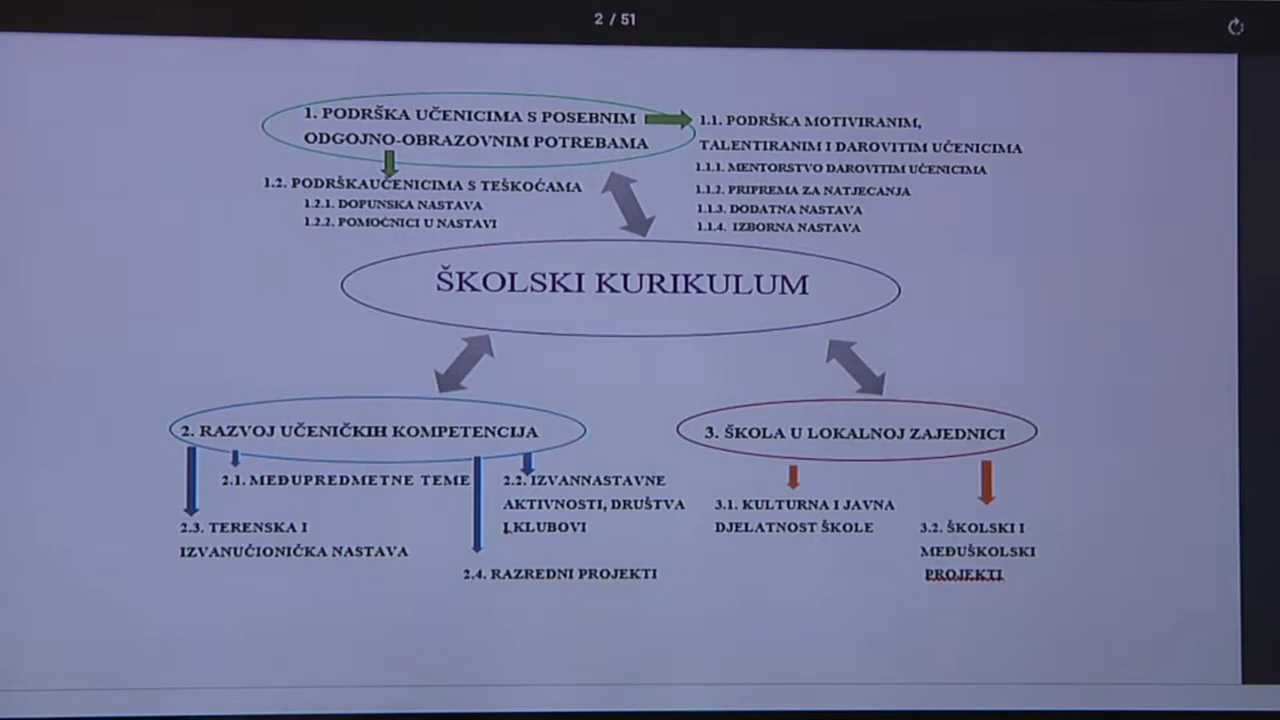 2 / 51
1. PODRŠKA UČENICIMA S POSEBNIM
ODGOJNO-OBRAZOVNIM POTREBAMA
1.1. PODRŠKA MOTIVIRANIM,
TALENTIRANIM I DAROVITIM UČENICIMA
1.1.1. MENTORSTVO DAROVITIM UČENICIMA
1.1.2. PRIPREMA ZA NATJECANJA
1.1.3. DODATNA NASTAVA
1.1.4. IZBORNA NASTAVA
1.2. PODRŠKAUČENICIMA S TEŠKOĆAMA
1.2.1. DOPUNSKA NASTAVA
1.2.2. POMOĆNICI U NASTAVI
ŠKOLSKI KURIKULUM
2. RAZVOJ UČENIČKIH KOMPETENCIJA
2.1. MEĐUPREDMETNE TEME
2.2. IZVANNASTAVNE
AKTIVNOSTI, DRUŠTVA
I KLUBOVI
2.3. TERENSKA I
IZVANUČIONIČKA NASTAVA
2.4. RAZREDNI PROJEKTI
3. ŠKOLA U LOKALNOJ ZAJEDNICI
3.1. KULTURNA I JAVNA
DJELATNOST ŠKOLE
3.2. ŠKOLSKI I
MEĐUŠKOLSKI
PROJEKTI